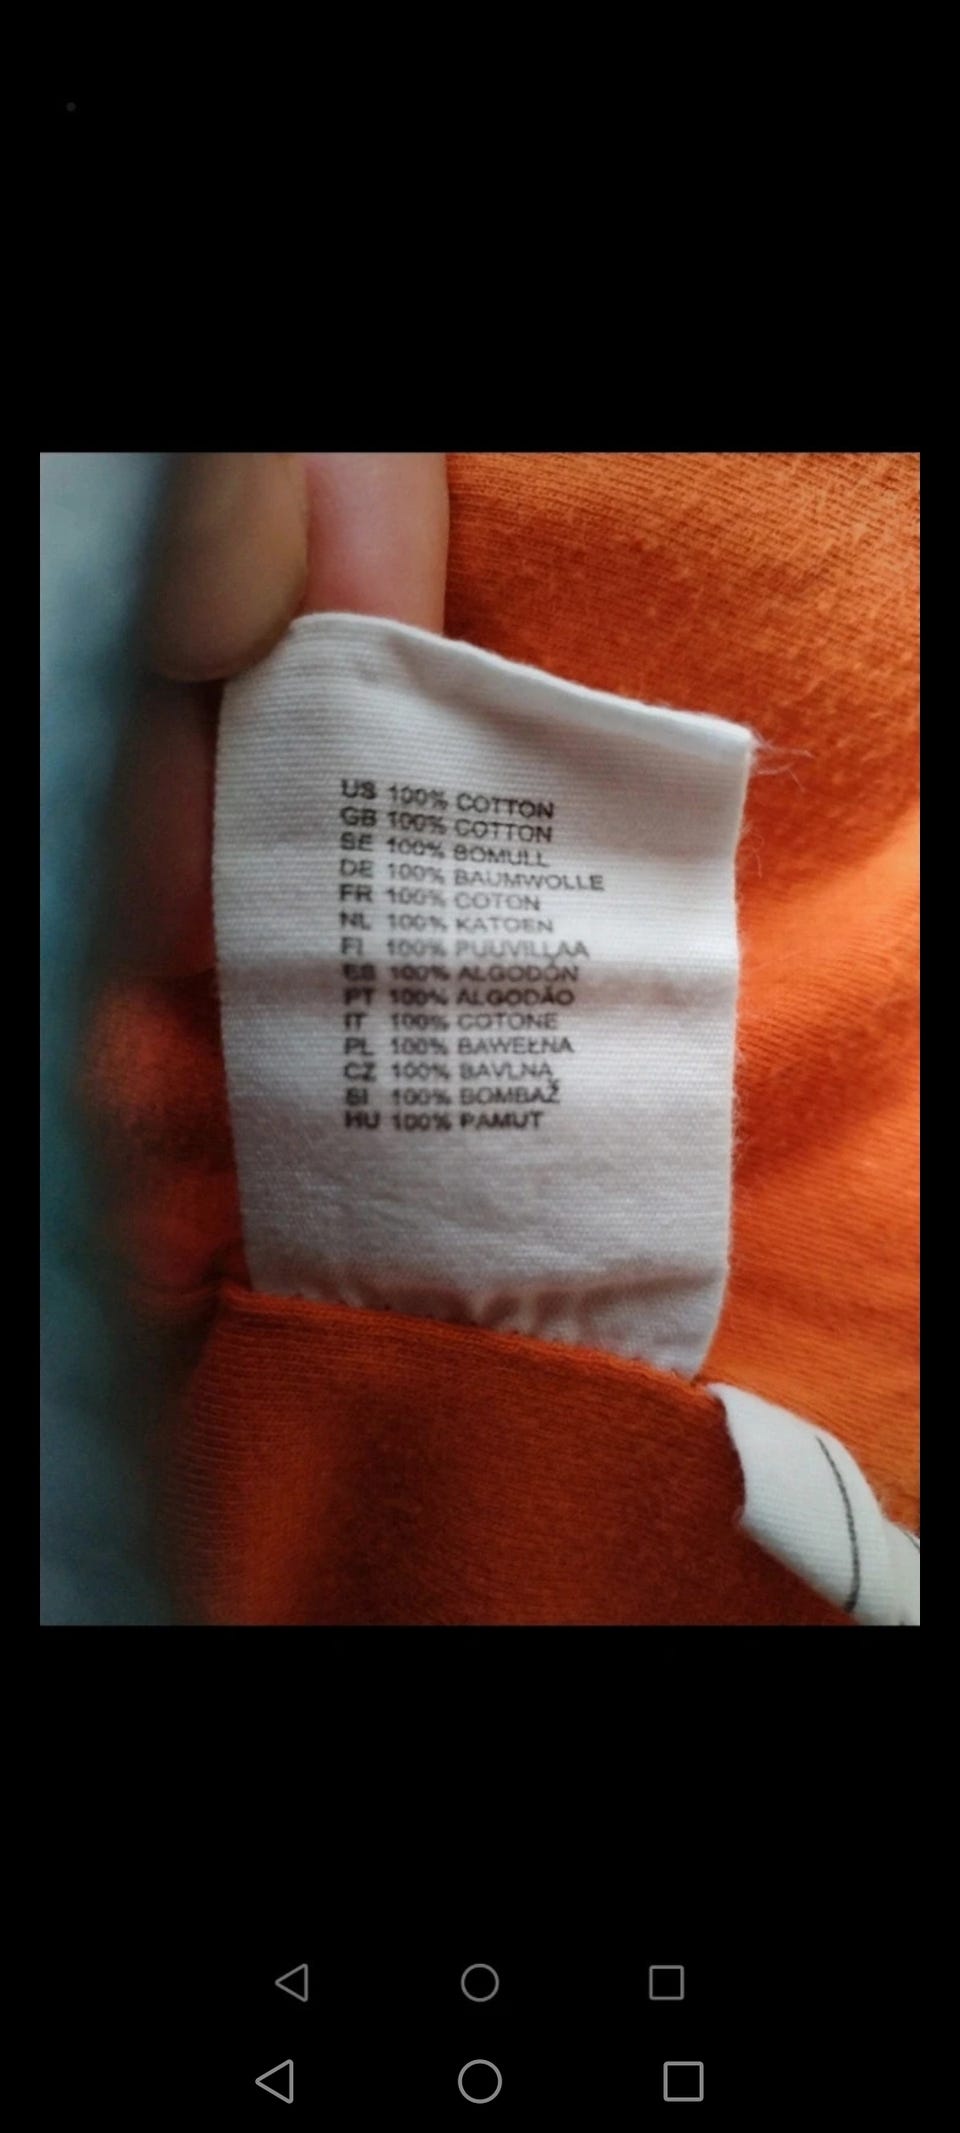 US 100% COTTON
GB 100% COTTON
SE 100% BOMULL
DE 100% BAUMWOLLE
FR 100% COTON
NL 100% KATOEN
FI 100% PUUVILLAA
ES 100% ALGODÓN
PT 100% ALGODÃO
IT 100% COTONE
PL 100% BAWEŁNA
CZ 100% BAVLNA
SI 100% BOMBAŽ
HU 100% PAMUT